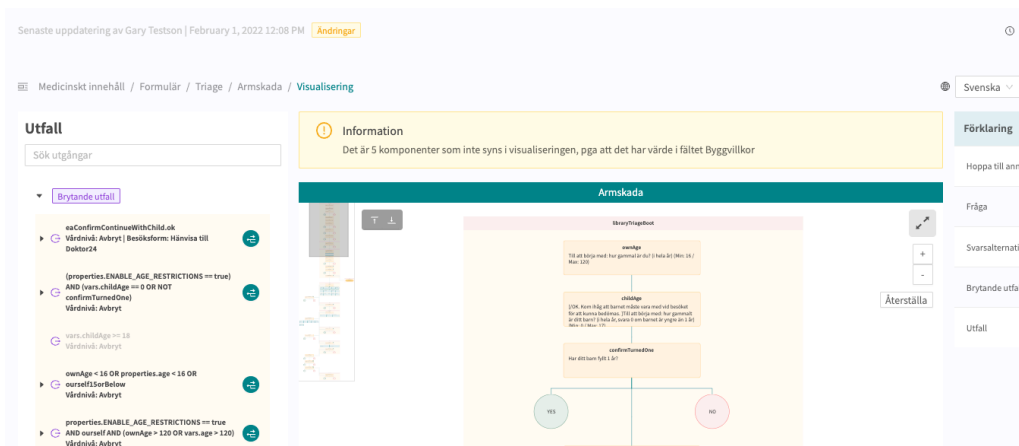 Senaste uppdatering av Gary Testson | February 1, 2022 12:08 PM Ändringar
Medicinskt innehåll / Formulär / Triage / Armskada / Visualisering
Svenska
Utfall
Sök utgångar
Brytande utfall
eaConfirmContinueWithChild.ok
Vårdnivå: Avbryt | Besöksform: Hänvisa till
Doktor24
(properties.ENABLE_AGE_RESTRICTIONS == true)
AND (vars.childAge == 0 OR NOT
confirmTurnedOne)
Vårdnivå: Avbryt
vars.childAge >= 18
Vårdnivå: Avbryt
ownAge < 16 OR properties.age < 16 OR
ourself15orBelow
Vårdnivå: Avbryt
properties.ENABLE_AGE_RESTRICTIONS == true
AND ourself AND (ownAge > 120 OR vars.age > 120)
Vårdnivå: Avbryt
Information
Det är 5 komponenter som inte syns i visualiseringen, pga att det har värde i fältet Byggvillkor
Armskada
libraryTriageBoot
ownAge
Till att börja med: hur gammal är du? (i hela år) (Min: 16 /
Max: 120)
childAge
[/OK. Kom ihåg att barnet måste vara med vid besöket
för att kunna bedömas. [Till att börja med: hur gammalt
är ditt barn? (i hela år, svara 0 om barnet är yngre än 1 år)
(Min: 0 / Max: 17)
confirmTurnedOne
Har ditt barn fyllt 1 år?
YES
NO
+
-
Återställa
Förklaring
Hoppa till ann
Fråga
Svarsalternati
Brytande utfa
Utfall